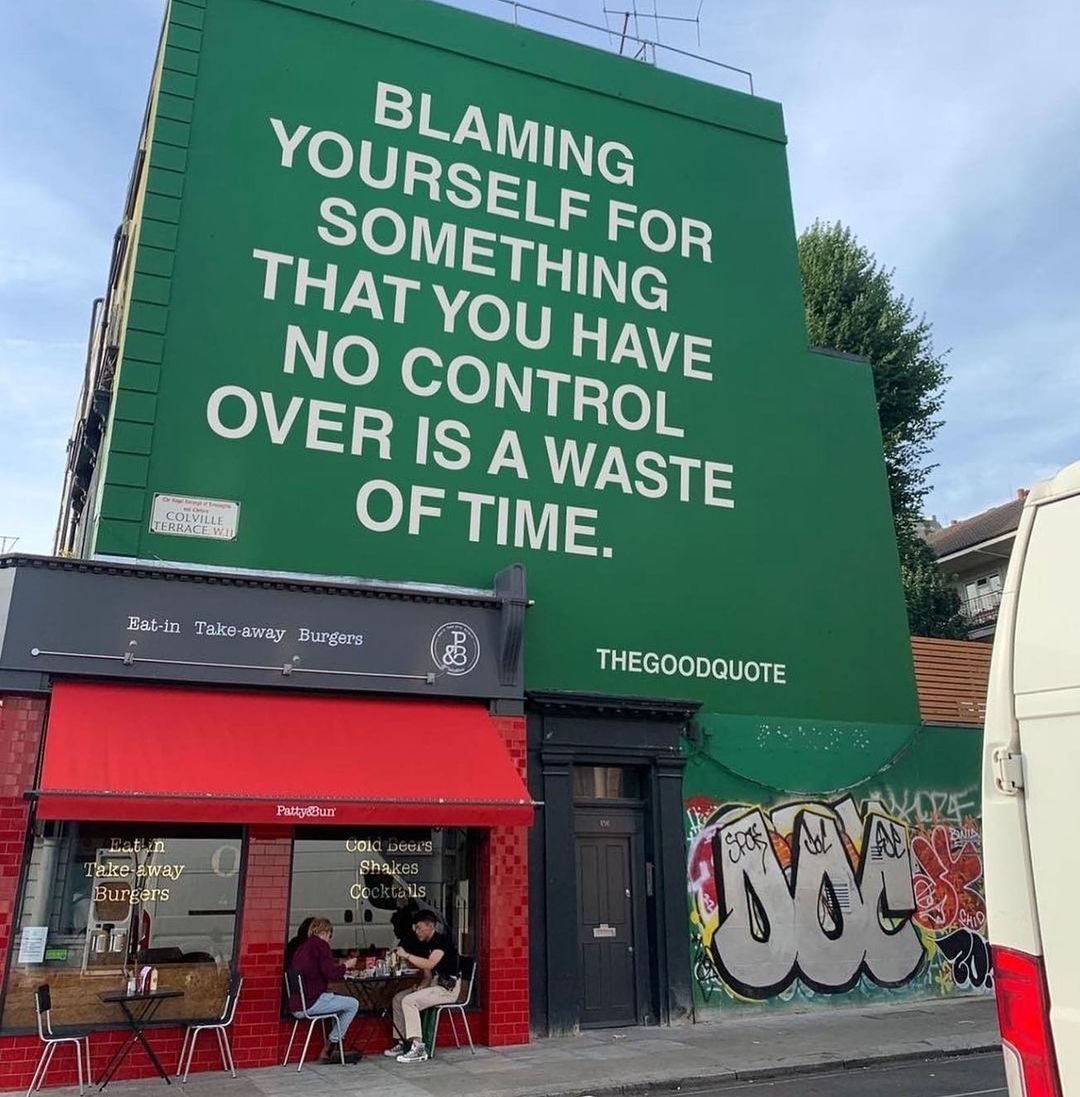 BLAMING
YOURSELF FOR
SOMETHING
THAT YOU HAVE
NO CONTROL
OVER IS A WASTE
OF TIME.
THEGOODQUOTE
COLVILLE
TERRACE W.11
Eat-in Take-away Burgers
P
&B
Patty&Bun
Eat-in
Take-away
Burgers
Cold Beers
Shakes
Cocktails